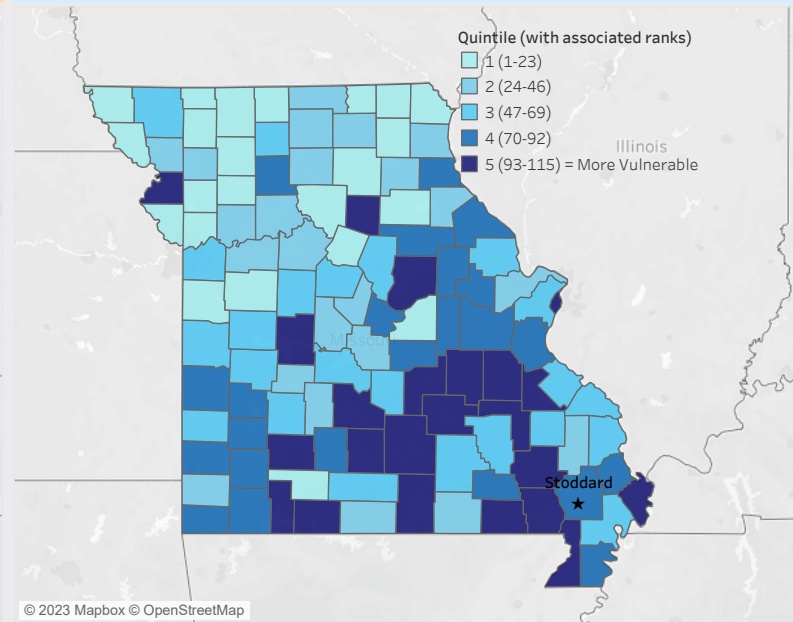 Quintile (with associated ranks)
1 (1-23)
2 (24-46)
3 (47-69)
4 (70-92)
5 (93-115) = More Vulnerable
Illinois
Missouri
Stoddard
© 2023 Mapbox © OpenStreetMap